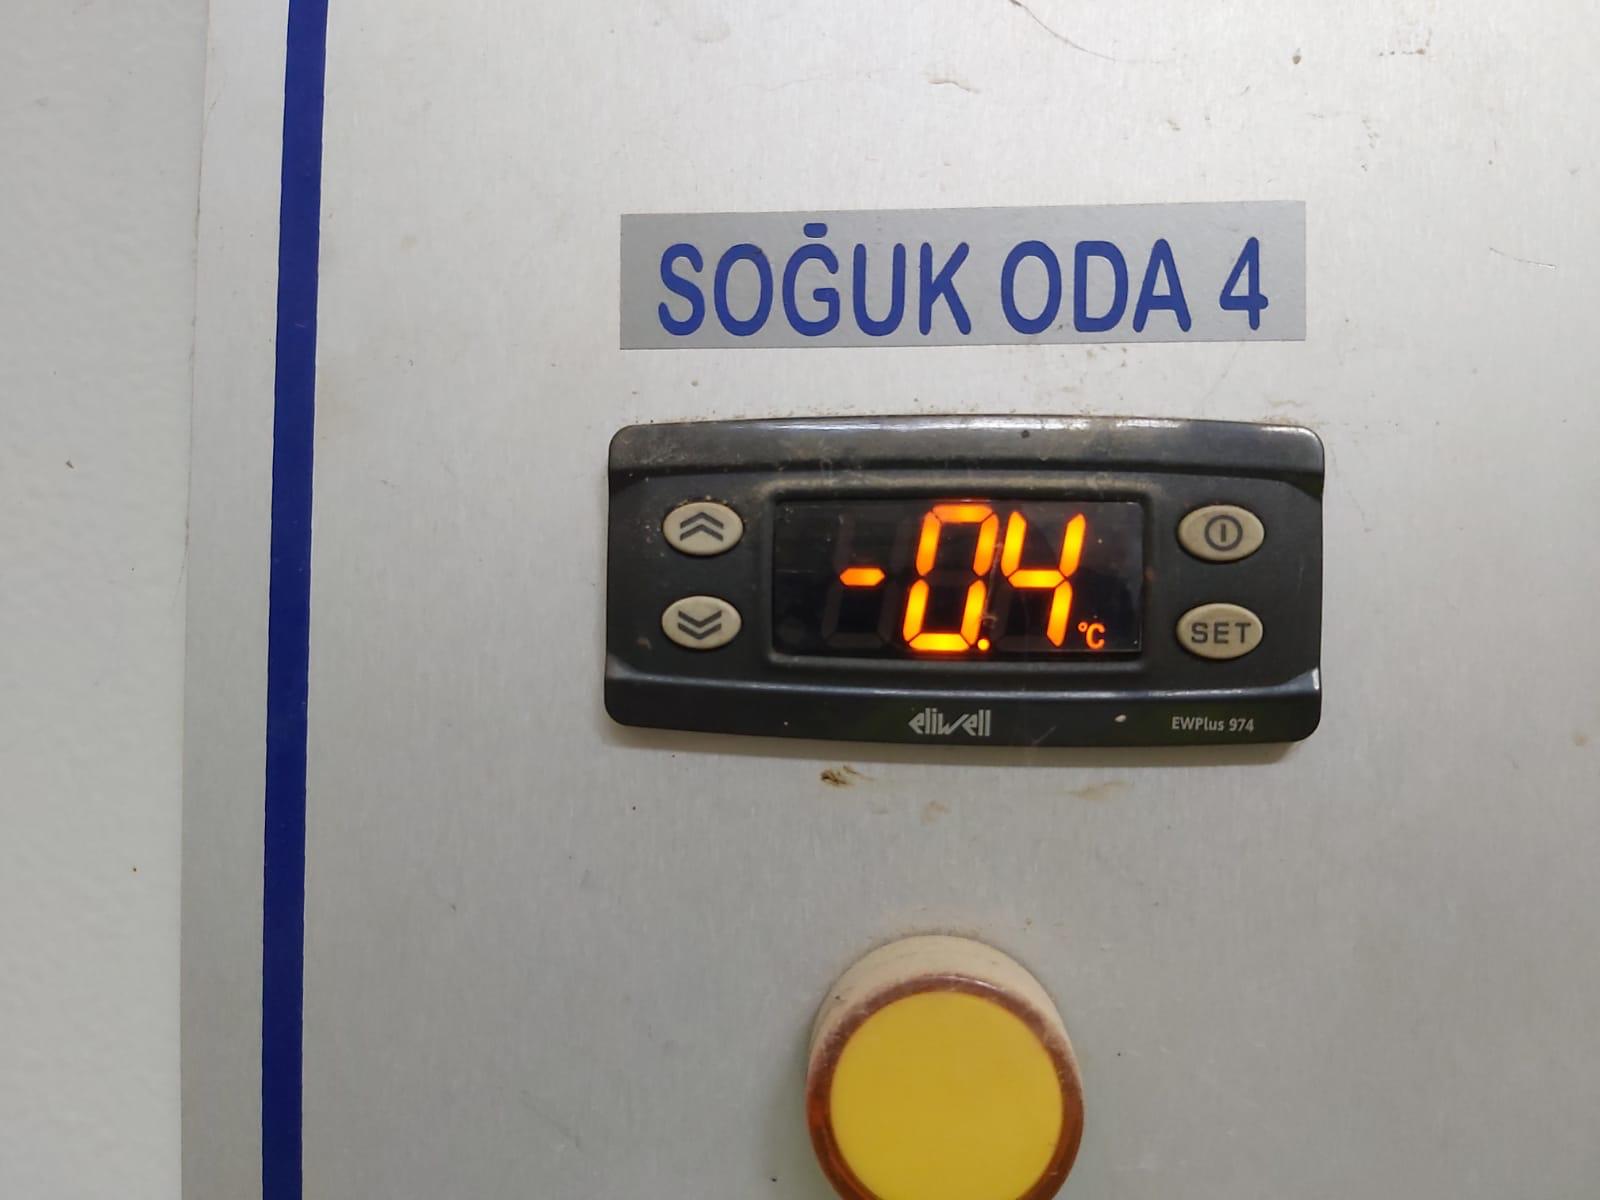 SOĞUK ODA 4
-0.4 °C
SET
eliwell
EWPlus 974